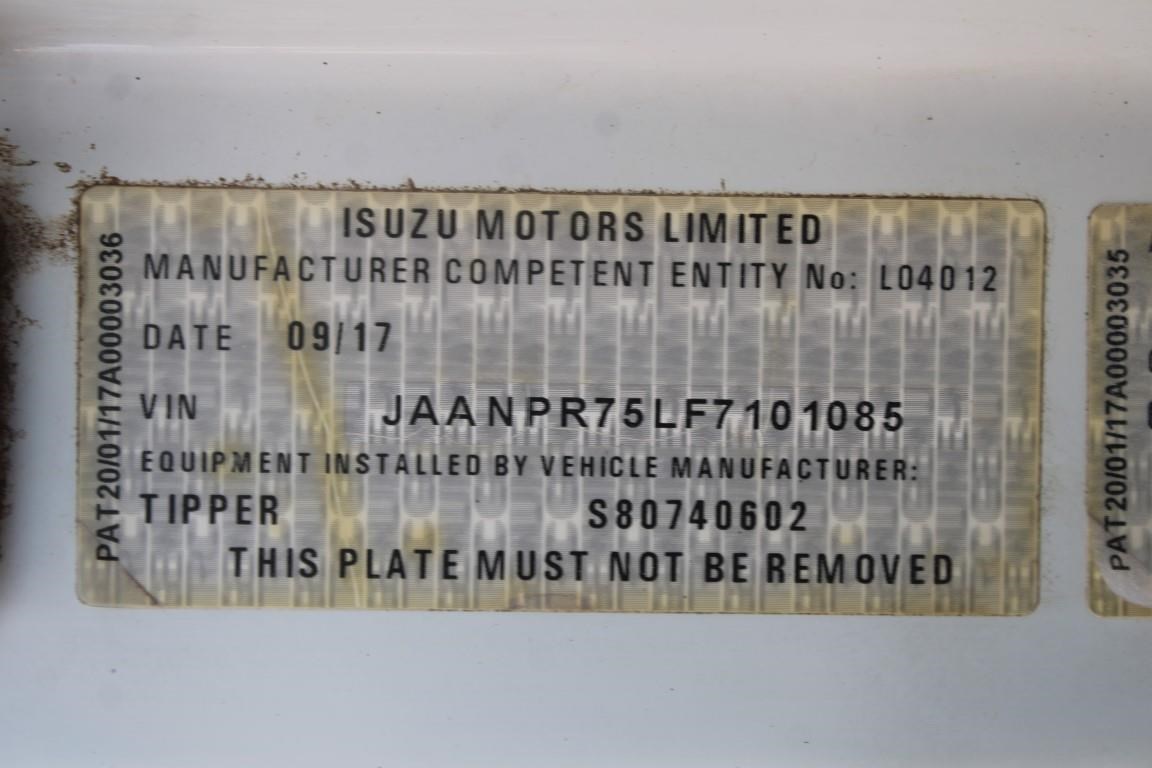 ISUZU MOTORS LIMITED
MANUFACTURER COMPETENT ENTITY No: L04012
DATE 09/17
VIN JAANPR75LF7101085
EQUIPMENT INSTALLED BY VEHICLE MANUFACTURER:
TIPPER S80740602
THIS PLATE MUST NOT BE REMOVED
PAT20/01/17A00003036
PAT20/01/17A00003035